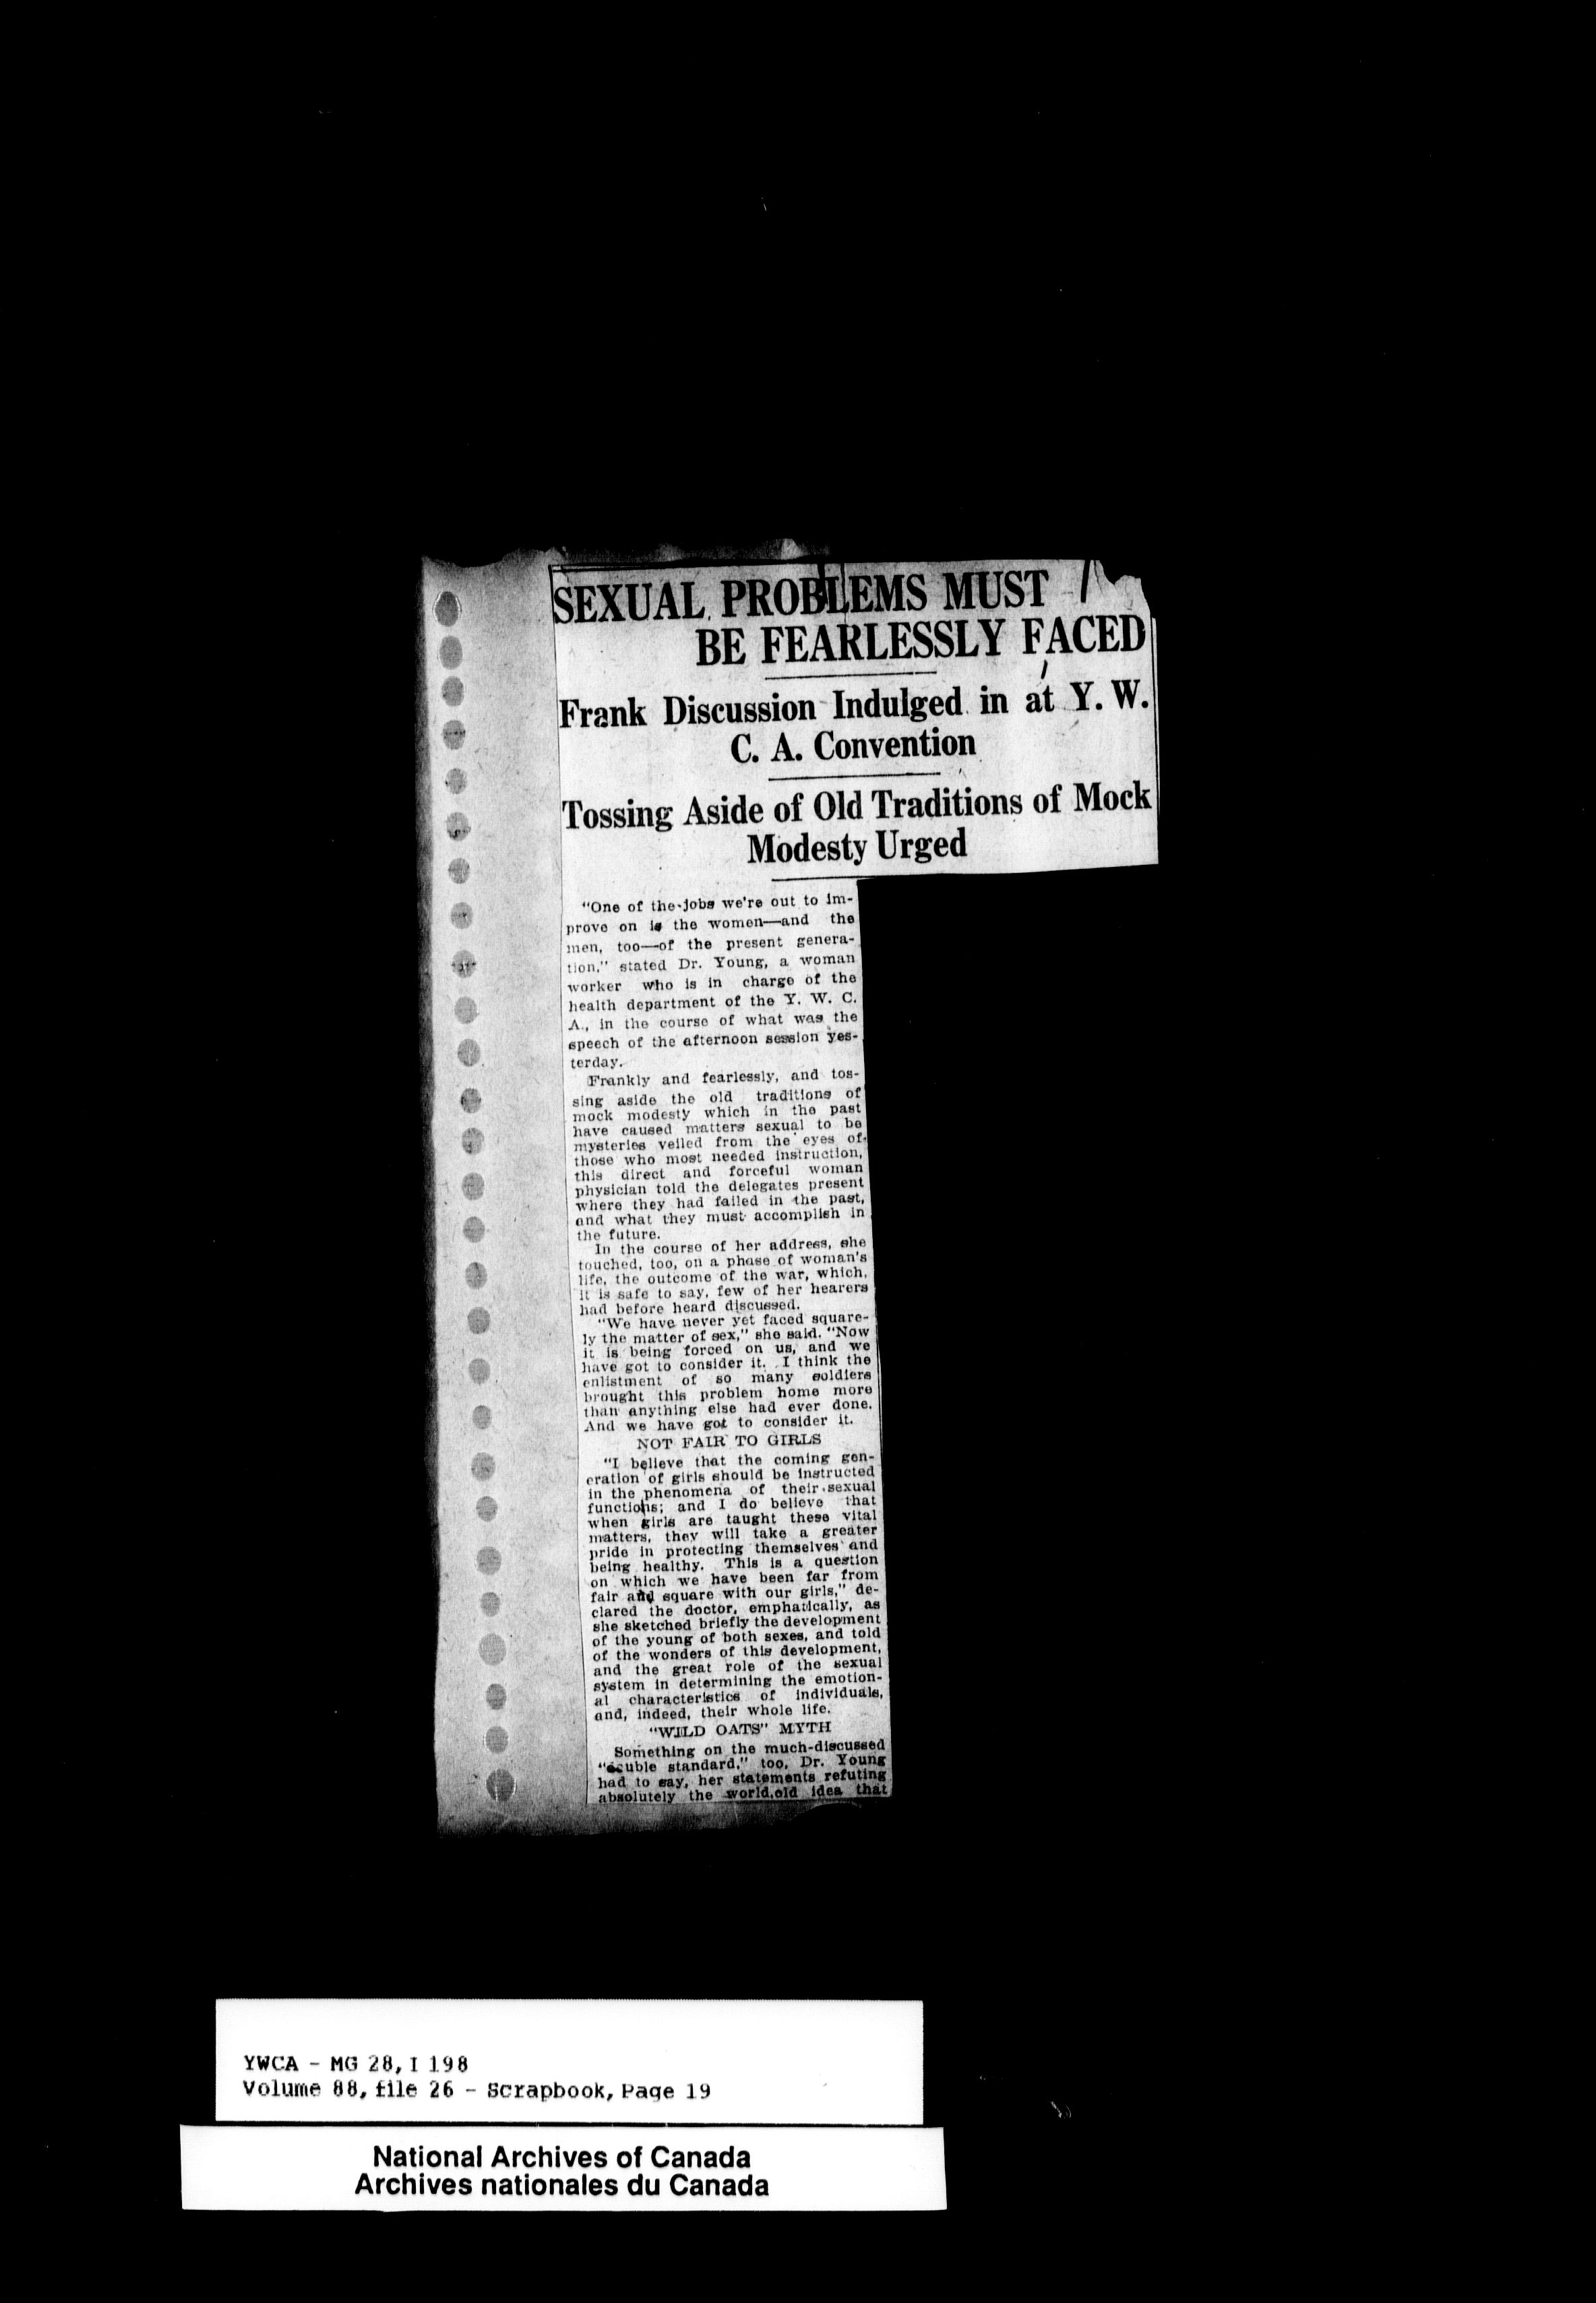 SEXUAL PROBLEMS MUST
BE FEARLESSLY FACED
Frank Discussion Indulged in at Y. W.
C. A. Convention
Tossing Aside of Old Traditions of Mock
Modesty Urged
"One of the jobs we're out to im-
prove on is the women—and the
men, too—of the present genera-
tion," stated Dr. Young, a woman
worker who is in charge of the
health department of the Y. W. C.
A., in the course of what was the
speech of the afternoon session yes-
terday.
Frankly and fearlessly, and tos-
sing aside the old traditions of
mock modesty which in the past
have caused matters sexual to be
mysteries veiled from the eyes of
those who most needed instruction,
this direct and forceful woman
physician told the delegates present
where they had failed in the past,
and what they must accomplish in
the future.
In the course of her address, she
touched, too, on a phase of woman's
life, the outcome of the war, which,
it is safe to say, few of her hearers
had before heard discussed.
"We have never yet faced square-
ly the matter of sex," she said. "Now
it is being forced on us, and we
have got to consider it. I think the
enlistment of so many soldiers
brought this problem home more
than anything else had ever done.
And we have got to consider it.
NOT FAIR TO GIRLS
"I believe that the coming gen-
eration of girls should be instructed
in the phenomena of their sexual
functions; and I do believe that
when girls are taught these vital
matters, they will take a greater
pride in protecting themselves and
being healthy. This is a question
on which we have been far from
fair and square with our girls," de-
clared the doctor, emphatically, as
she sketched briefly the development
of the young of both sexes, and told
of the wonders of this development,
and the great role of the sexual
system in determining the emotion-
al characteristics of individuals,
and, indeed, their whole life.
"WILD OATS" MYTH
Something on the much-discussed
"double standard," too, Dr. Young
had to say, her statements refuting
absolutely the world-old idea that
YWCA - MG 28, I 198
Volume 88, file 26 - Scrapbook, Page 19
National Archives of Canada
Archives nationales du Canada